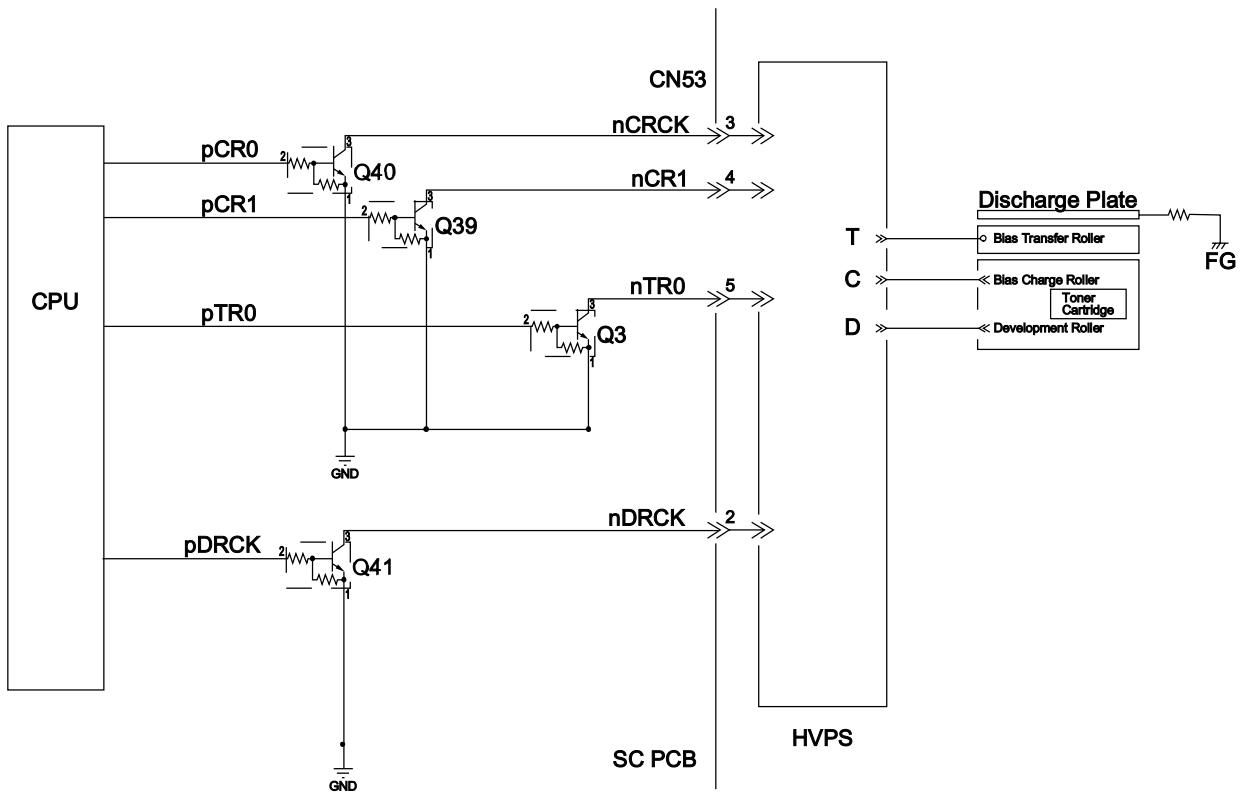 CN53
nCRCK 3
pCR0 2 3 Q40 1
nCR1 4
pCR1 2 3 Q39 1
Discharge Plate
T Bias Transfer Roller
FG
CPU
C Bias Charge Roller
Toner
Cartridge
nTR0 5
pTR0 2 3 Q3 1
D Development Roller
GND
nDRCK 2
pDRCK 2 3 Q41 1
HVPS
SC PCB
GND